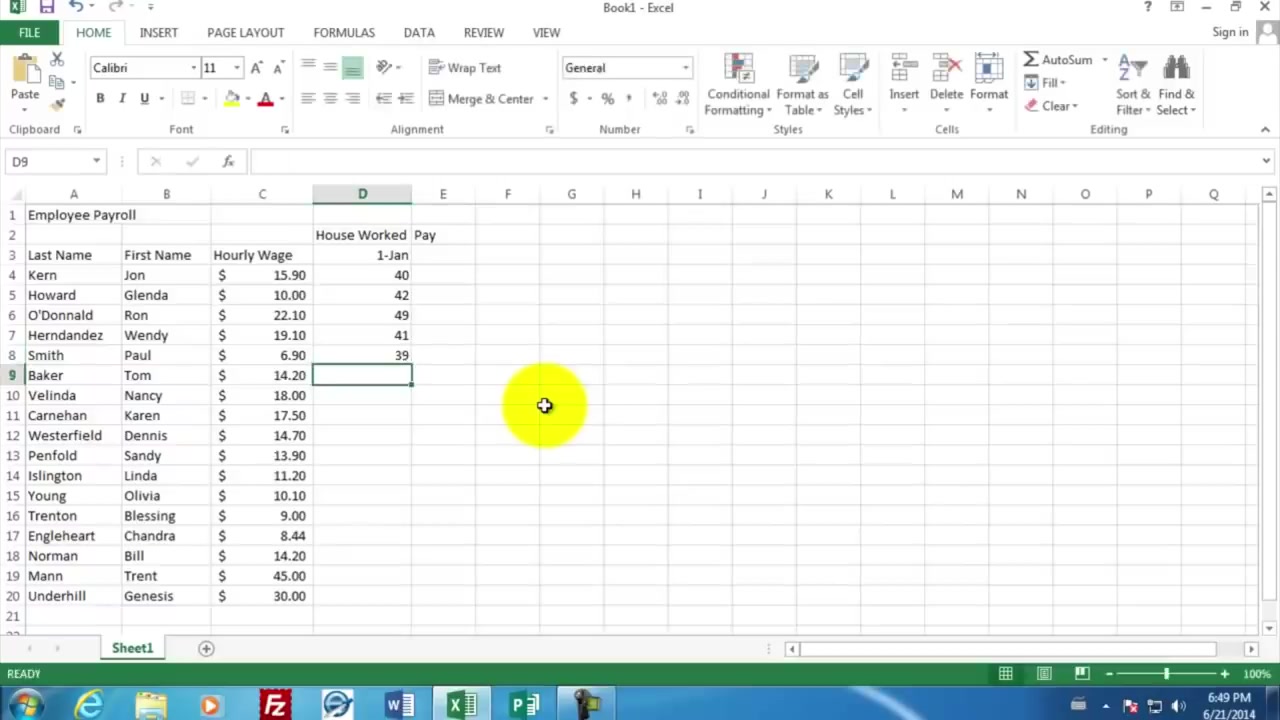 Book1 - Excel
FILE HOME INSERT PAGE LAYOUT FORMULAS DATA REVIEW VIEW Sign in
Calibri 11 Wrap Text General AutoSum
Fill
Paste B I U Merge & Center $ % , Conditional Formatting Format as Table Cell Styles Insert Delete Format Clear Sort & Filter Find & Select
Clipboard Font Alignment Number Styles Cells Editing
D9 fx
A B C D E F G H I J K L M N O P Q
1 Employee Payroll
2 House Worked Pay
3 Last Name First Name Hourly Wage 1-Jan
4 Kern Jon $ 15.90 40
5 Howard Glenda $ 10.00 42
6 O'Donnald Ron $ 22.10 49
7 Herndandez Wendy $ 19.10 41
8 Smith Paul $ 6.90 39
9 Baker Tom $ 14.20
10 Velinda Nancy $ 18.00
11 Carnehan Karen $ 17.50
12 Westerfield Dennis $ 14.70
13 Penfold Sandy $ 13.90
14 Islington Linda $ 11.20
15 Young Olivia $ 10.10
16 Trenton Blessing $ 9.00
17 Engleheart Chandra $ 8.44
18 Norman Bill $ 14.20
19 Mann Trent $ 45.00
20 Underhill Genesis $ 30.00
21
Sheet1
READY 100%
6:49 PM
6/21/2014